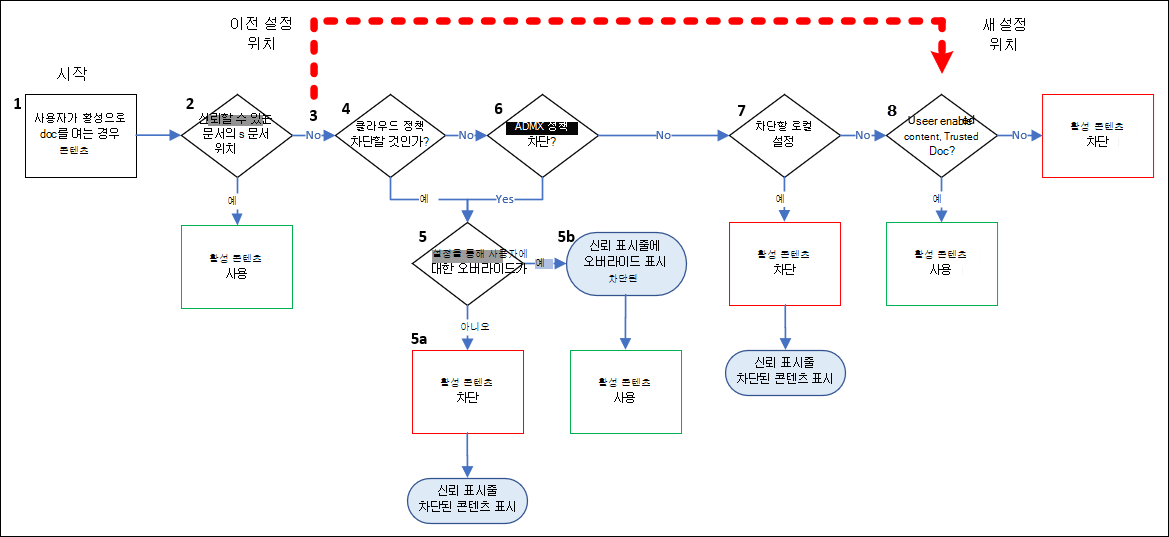 이전 설정
위치
새 설정
위치
시작
1
사용자가 활성으로
doc를 여는 경우
콘텐츠
2
신뢰할 수 있는
문서의 s 문서
위치
예
활성 콘텐츠
사용
3
No
4
클라우드 정책
차단할 것인가?
No
예
6
ADMX 정책
차단?
No
Yes
5
설정을 통해 사용자에
대한 오버라이드가
예
5b
신뢰 표시줄에
오버라이드 표시
차단된
활성 콘텐츠
사용
아니오
5a
활성 콘텐츠
차단
신뢰 표시줄
차단된 콘텐츠 표시
7
차단할 로컬
설정
No
예
활성 콘텐츠
차단
신뢰 표시줄
차단된 콘텐츠 표시
8
Useer enabled
content, Trusted
Doc?
No
예
활성 콘텐츠
사용
활성 콘텐츠
차단